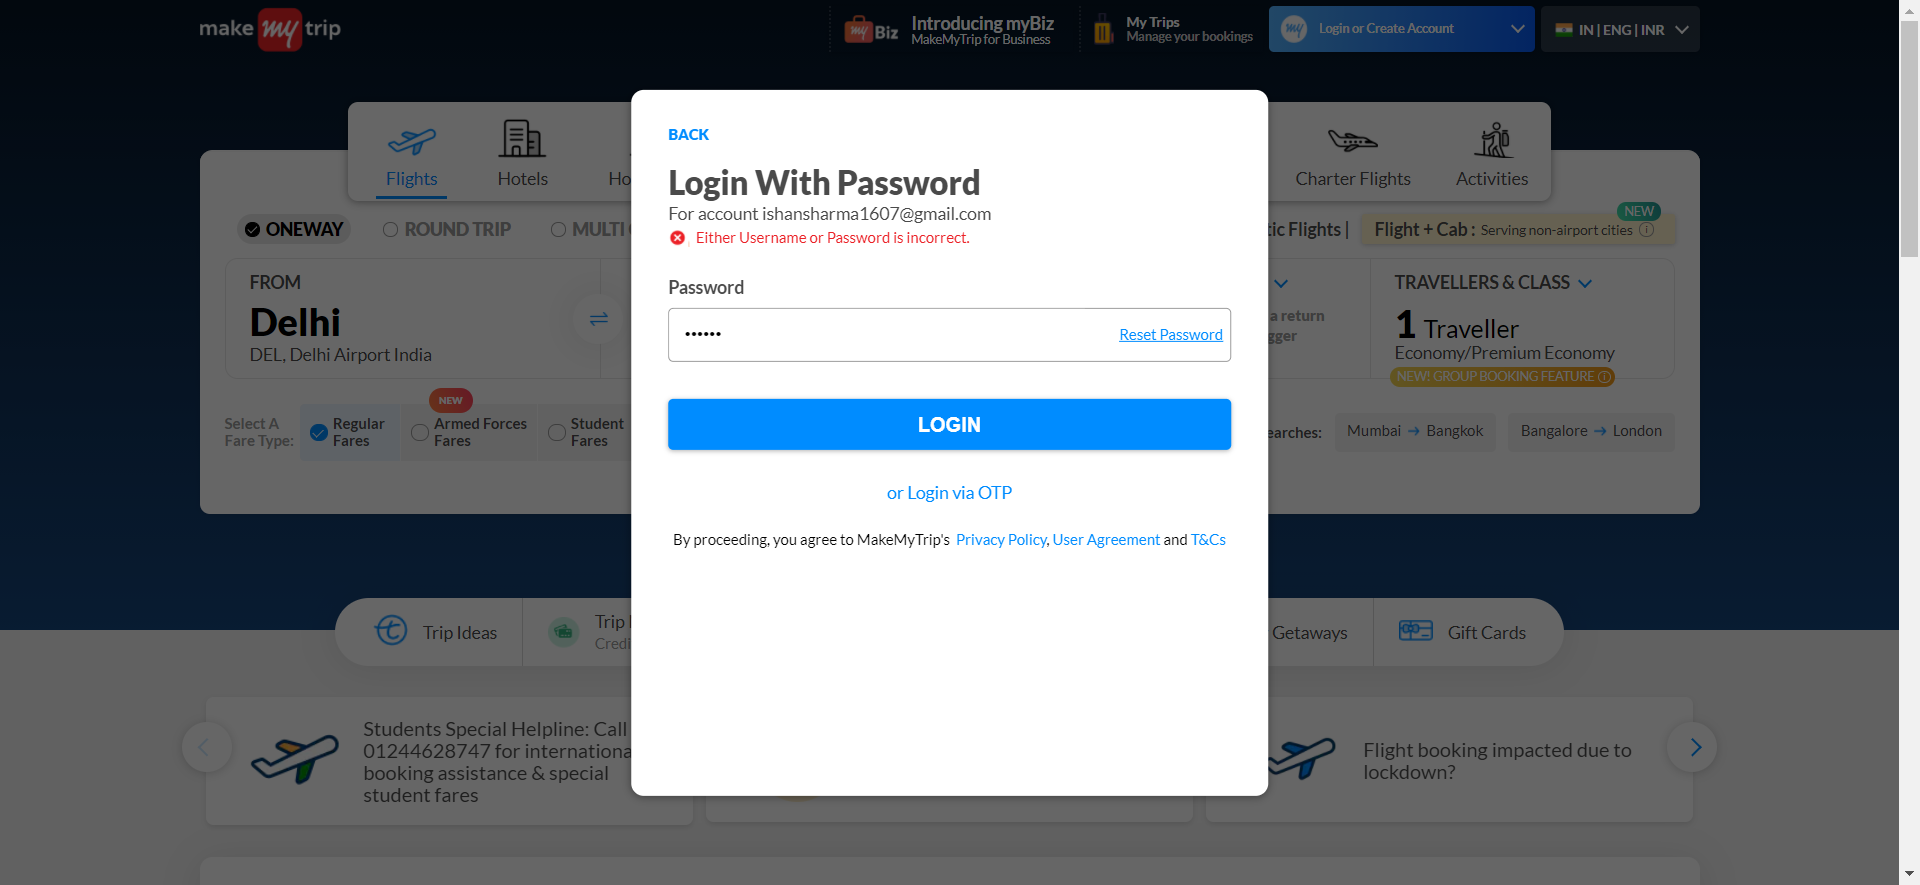 make my trip
my Biz
Introducing myBiz
MakeMyTrip for Business
My Trips
Manage your bookings
my
Login or Create Account
IN | ENG | INR
Flights
Hotels
Ho
Charter Flights
Activities
BACK
Login With Password
For account ishansharma1607@gmail.com
Either Username or Password is incorrect.
Password
••••••
Reset Password
LOGIN
or Login via OTP
By proceeding, you agree to MakeMyTrip's Privacy Policy, User Agreement and T&Cs
ONEWAY
ROUND TRIP
MULTI
tic Flights |
NEW
Flight + Cab : Serving non-airport cities
FROM
Delhi
DEL, Delhi Airport India
a return
gger
TRAVELLERS & CLASS
1 Traveller
Economy/Premium Economy
NEW! GROUP BOOKING FEATURE
Select A
Fare Type:
Regular
Fares
NEW
Armed Forces
Fares
Student
Fares
earches:
Mumbai → Bangkok
Bangalore → London
Trip Ideas
Trip
Credi
Getaways
Gift Cards
Students Special Helpline: Call
01244628747 for internationa
booking assistance & special
student fares
Flight booking impacted due to
lockdown?